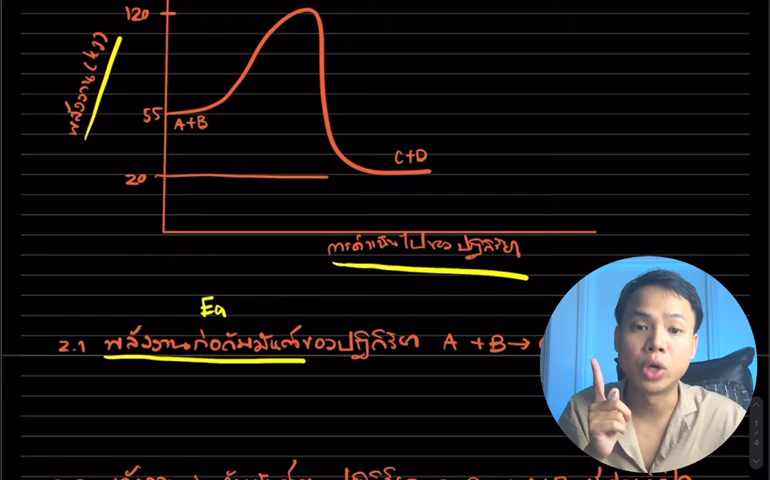 120
พลังงาน(kJ)
55
A+B
C+D
20
การดำเนินไปของปฏิกิริยา
Ea
2.1 พลังงานก่อกัมมันต์ของปฏิกิริยา A + B →
1
4